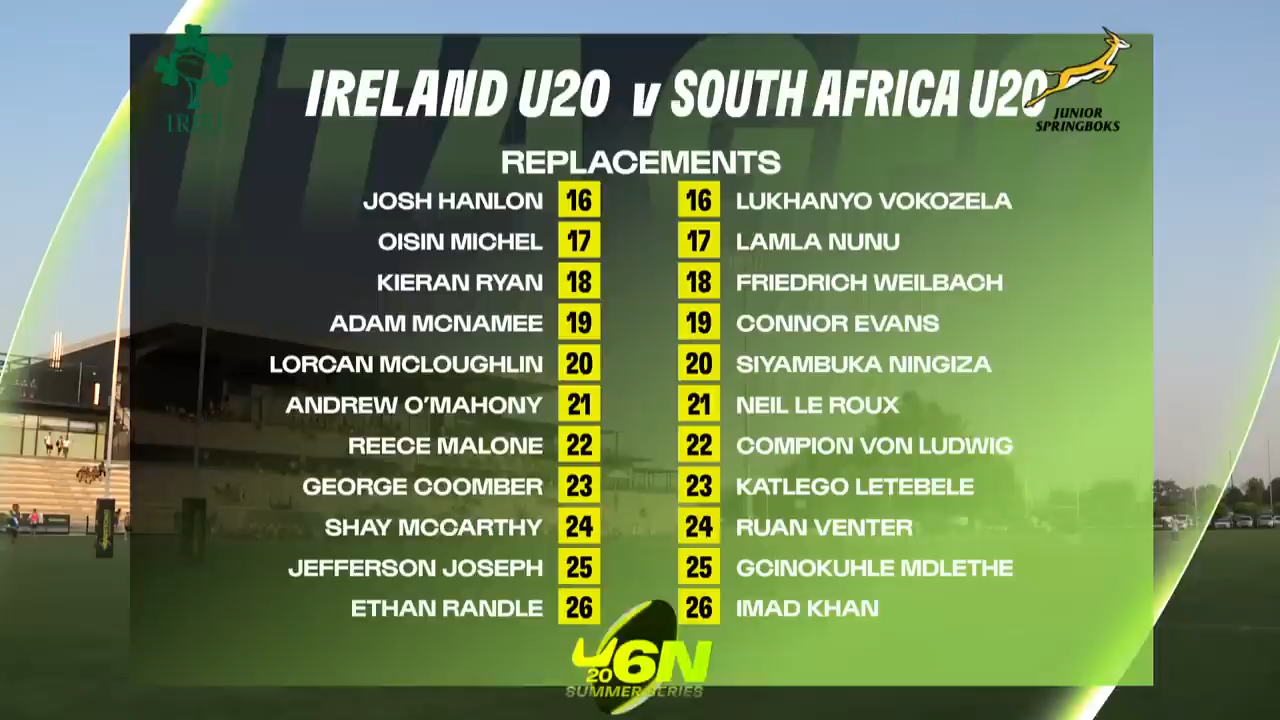 IRELAND U20 v SOUTH AFRICA U20
IRFU
JUNIOR
SPRINGBOKS
REPLACEMENTS
JOSH HANLON 16 16 LUKHANYO VOKOZELA
OISIN MICHEL 17 17 LAMLA NUNU
KIERAN RYAN 18 18 FRIEDRICH WEILBACH
ADAM MCNAMEE 19 19 CONNOR EVANS
LORCAN MCLOUGHLIN 20 20 SIYAMBUKA NINGIZA
ANDREW O'MAHONY 21 21 NEIL LE ROUX
REECE MALONE 22 22 COMPION VON LUDWIG
GEORGE COOMBER 23 23 KATLEGO LETEBELE
SHAY MCCARTHY 24 24 RUAN VENTER
JEFFERSON JOSEPH 25 25 GCINOKUHLE MDLETHE
ETHAN RANDLE 26 26 IMAD KHAN
U20 6N
SUMMER SERIES